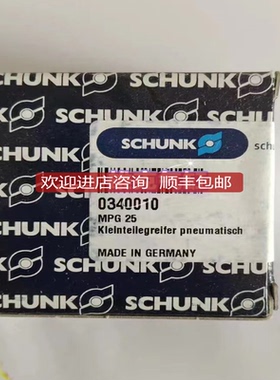 SCHUNK
SCHUNK
SCHUNK
sch
欢迎进店咨询 顺丰包邮
0340010
MPG 25
Kleinteilegreifer pneumatisch
MADE IN GERMANY
SCHUNK
SCHUNK